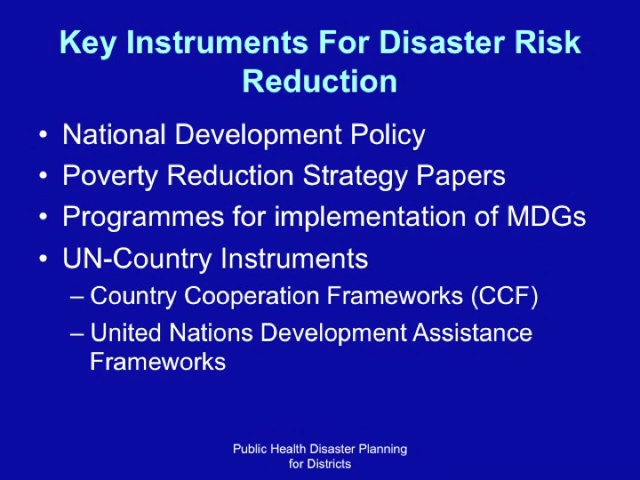 Key Instruments For Disaster Risk
Reduction
• National Development Policy
• Poverty Reduction Strategy Papers
• Programmes for implementation of MDGs
• UN-Country Instruments
– Country Cooperation Frameworks (CCF)
– United Nations Development Assistance
Frameworks
Public Health Disaster Planning
for Districts